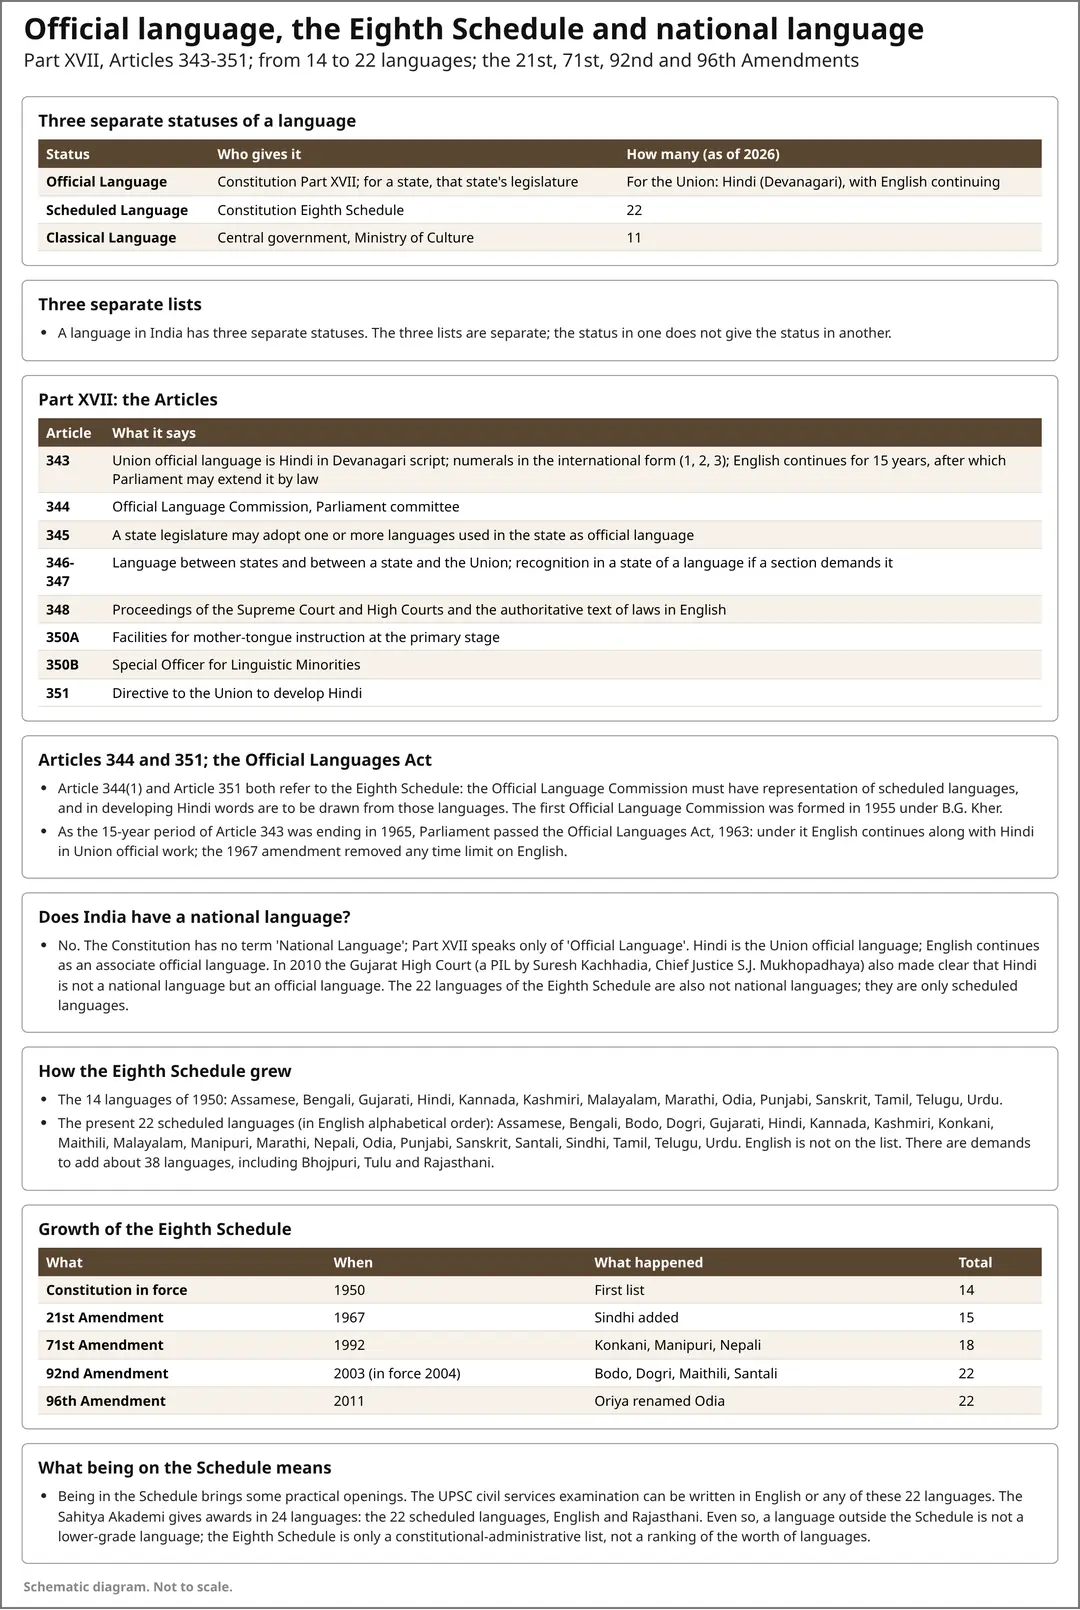 Official language, the Eighth Schedule and national language
Part XVII, Articles 343-351; from 14 to 22 languages; the 21st, 71st, 92nd and 96th Amendments
Three separate statuses of a language
Status Who gives it How many (as of 2026)
Official Language Constitution Part XVII; for a state, that state's legislature For the Union: Hindi (Devanagari), with English continuing
Scheduled Language Constitution Eighth Schedule 22
Classical Language Central government, Ministry of Culture 11
Three separate lists
• A language in India has three separate statuses. The three lists are separate; the status in one does not give the status in another.
Part XVII: the Articles
Article What it says
343 Union official language is Hindi in Devanagari script; numerals in the international form (1, 2, 3); English continues for 15 years, after which
Parliament may extend it by law
344 Official Language Commission, Parliament committee
345 A state legislature may adopt one or more languages used in the state as official language
346- Language between states and between a state and the Union; recognition in a state of a language if a section demands it
347
348 Proceedings of the Supreme Court and High Courts and the authoritative text of laws in English
350A Facilities for mother-tongue instruction at the primary stage
350B Special Officer for Linguistic Minorities
351 Directive to the Union to develop Hindi
Articles 344 and 351; the Official Languages Act
• Article 344(1) and Article 351 both refer to the Eighth Schedule: the Official Language Commission must have representation of scheduled languages,
and in developing Hindi words are to be drawn from those languages. The first Official Language Commission was formed in 1955 under B.G. Kher.
• As the 15-year period of Article 343 was ending in 1965, Parliament passed the Official Languages Act, 1963: under it English continues along with Hindi
in Union official work; the 1967 amendment removed any time limit on English.
Does India have a national language?
• No. The Constitution has no term 'National Language'; Part XVII speaks only of 'Official Language'. Hindi is the Union official language; English continues
as an associate official language. In 2010 the Gujarat High Court (a PIL by Suresh Kachhadia, Chief Justice S.J. Mukhopadhaya) also made clear that Hindi
is not a national language but an official language. The 22 languages of the Eighth Schedule are also not national languages; they are only scheduled
languages.
How the Eighth Schedule grew
• The 14 languages of 1950: Assamese, Bengali, Gujarati, Hindi, Kannada, Kashmiri, Malayalam, Marathi, Odia, Punjabi, Sanskrit, Tamil, Telugu, Urdu.
• The present 22 scheduled languages (in English alphabetical order): Assamese, Bengali, Bodo, Dogri, Gujarati, Hindi, Kannada, Kashmiri, Konkani,
Maithili, Malayalam, Manipuri, Marathi, Nepali, Odia, Punjabi, Sanskrit, Santali, Sindhi, Tamil, Telugu, Urdu. English is not on the list. There are demands
to add about 38 languages, including Bhojpuri, Tulu and Rajasthani.
Growth of the Eighth Schedule
What When What happened Total
Constitution in force 1950 First list 14
21st Amendment 1967 Sindhi added 15
71st Amendment 1992 Konkani, Manipuri, Nepali 18
92nd Amendment 2003 (in force 2004) Bodo, Dogri, Maithili, Santali 22
96th Amendment 2011 Oriya renamed Odia 22
What being on the Schedule means
• Being in the Schedule brings some practical openings. The UPSC civil services examination can be written in English or any of these 22 languages. The
Sahitya Akademi gives awards in 24 languages: the 22 scheduled languages, English and Rajasthani. Even so, a language outside the Schedule is not a
lower-grade language; the Eighth Schedule is only a constitutional-administrative list, not a ranking of the worth of languages.
Schematic diagram. Not to scale.